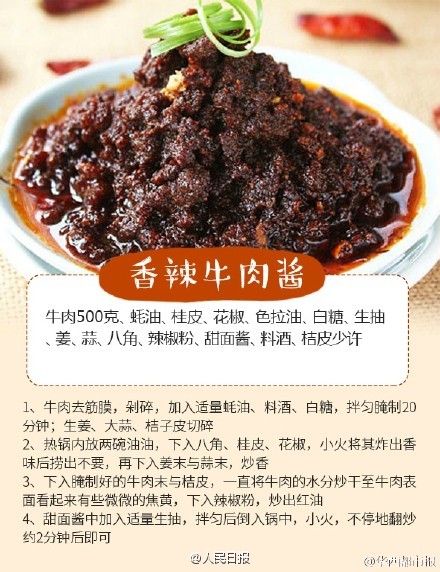 香辣牛肉酱
牛肉500克、蚝油、桂皮、花椒、色拉油、白糖、生抽
、姜、蒜、八角、辣椒粉、甜面酱、料酒、桔皮少许
1、牛肉去筋膜，剁碎，加入适量蚝油、料酒、白糖，拌匀腌制20
分钟；生姜、大蒜、桔子皮切碎
2、热锅内放两碗油油，下入八角、桂皮、花椒，小火将其炸出香
味后捞出不要，再下入姜末与蒜末，炒香
3、下入腌制好的牛肉末与桔皮，一直将牛肉的水分炒干至牛肉表
面看起来有些微微的焦黄，下入辣椒粉，炒出红油
4、甜面酱中加入适量生抽，拌匀后倒入锅中，小火，不停地翻炒
约2分钟后即可
@人民日报
@华西都市报